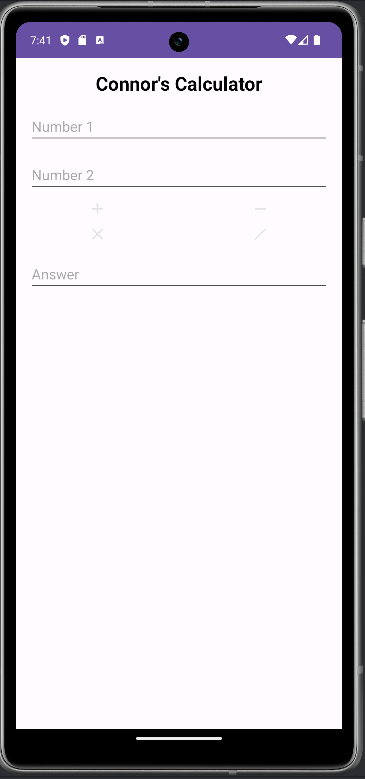 7:41
Connor's Calculator
Number 1
Number 2
+ −
× /
Answer